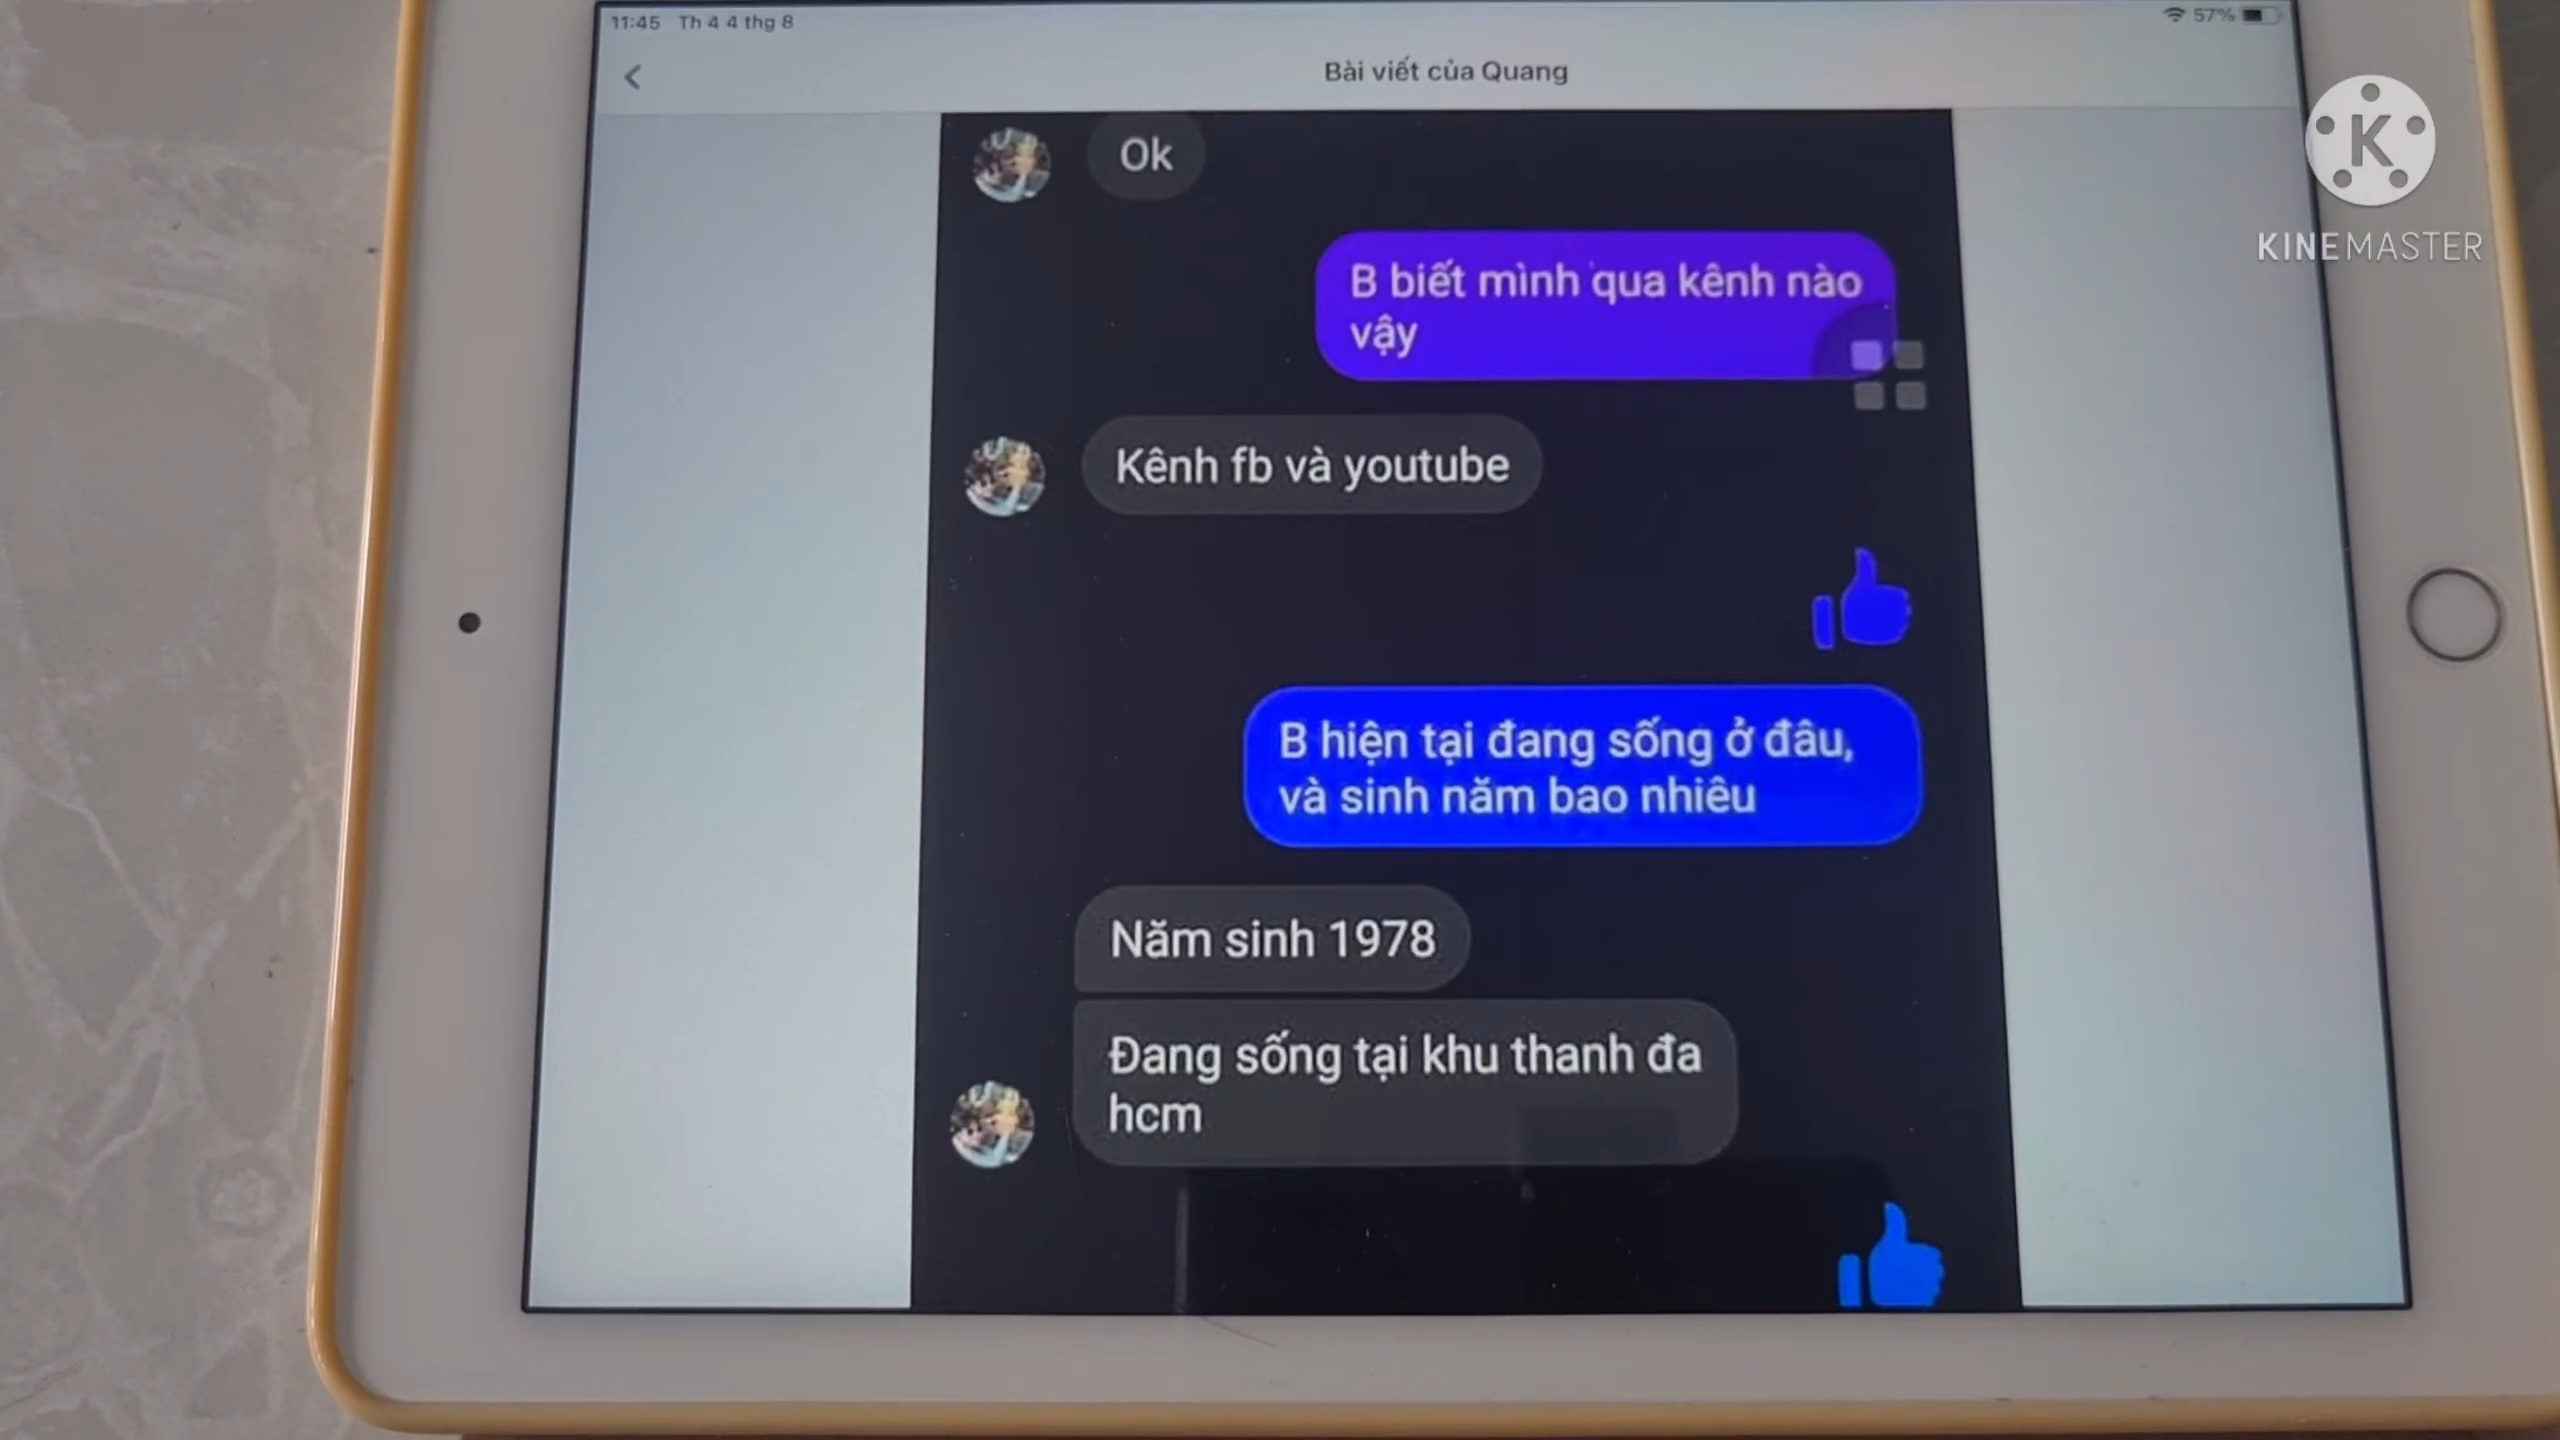 11:45 Th 4 4 thg 8
57%
Bài viết của Quang
K
KINEMASTER
Ok
B biết mình qua kênh nào
vậy
Kênh fb và youtube
B hiện tại đang sống ở đâu,
và sinh năm bao nhiêu
Năm sinh 1978
Đang sống tại khu thanh đa
hcm